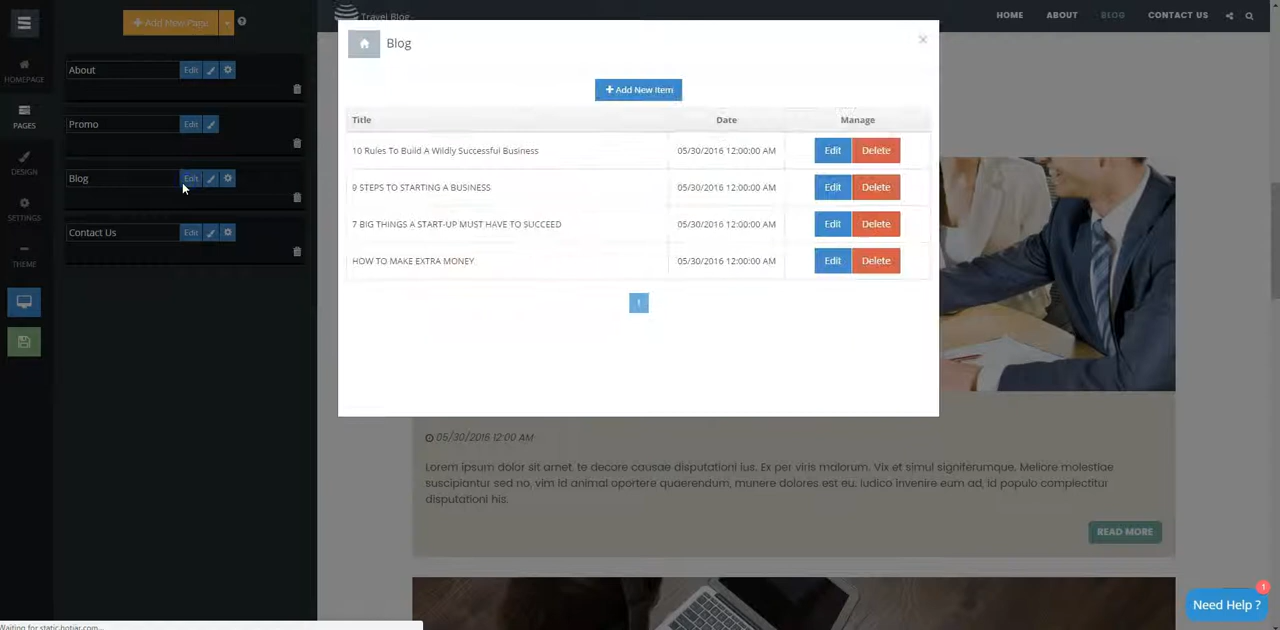 Add New Page
Travel Blog
HOME ABOUT BLOG CONTACT US
Blog
×
About Edit
HOMEPAGE
Add New Item
PAGES
Promo Edit
Title Date Manage
10 Rules To Build A Wildly Successful Business 05/30/2016 12:00:00 AM Edit Delete
DESIGN
Blog Edit
9 STEPS TO STARTING A BUSINESS 05/30/2016 12:00:00 AM Edit Delete
SETTINGS
Contact Us Edit
7 BIG THINGS A START-UP MUST HAVE TO SUCCEED 05/30/2016 12:00:00 AM Edit Delete
THEME
HOW TO MAKE EXTRA MONEY 05/30/2016 12:00:00 AM Edit Delete
1
05/30/2016 12:00 AM
Lorem ipsum dolor sit amet, te decore causae disputationi ius. Ex per viris malorum. Vix et simul signiferumque. Meliore molestiae
suscipiantur sed no, vim id animal oportere quaerendum, munere dolores est eu. Iudico invenire eum ad, id populo complectitur
disputationi his.
READ MORE
1
Need Help ?
Waiting for static.hotjar.com...